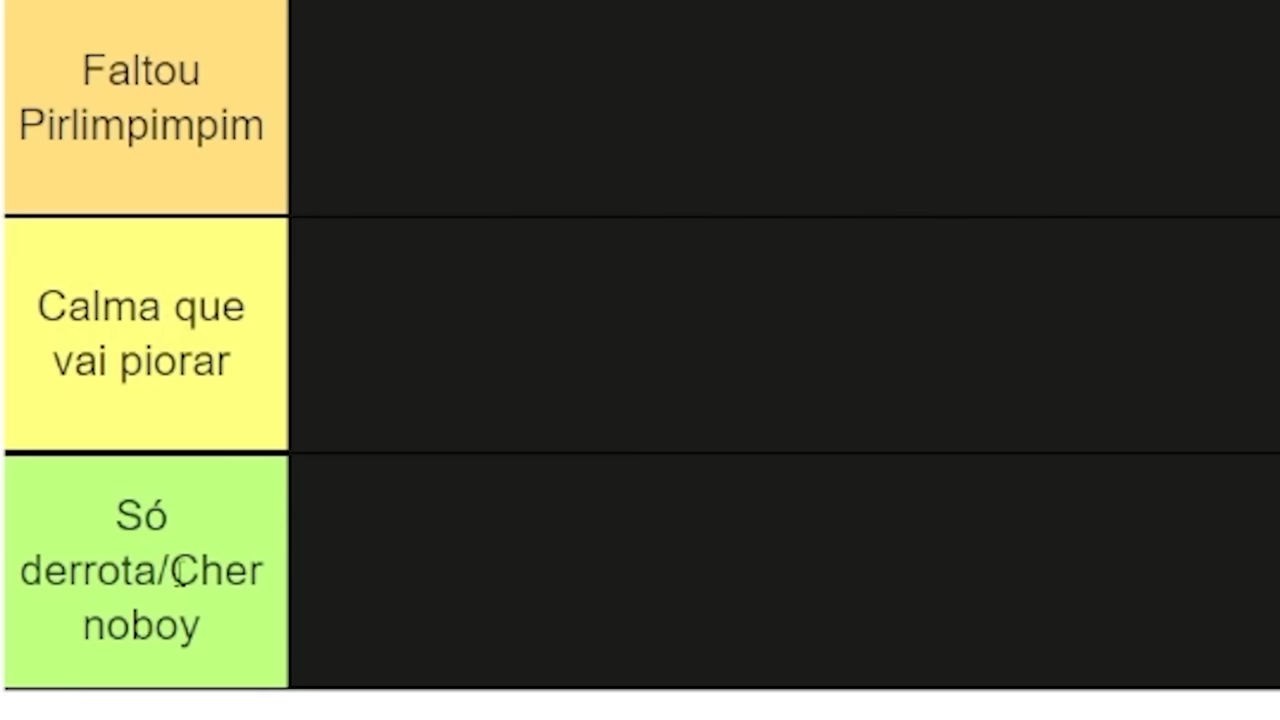 Faltou
Pirlimpimpim
Calma que
vai piorar
Só
derrota/Cher
noboy